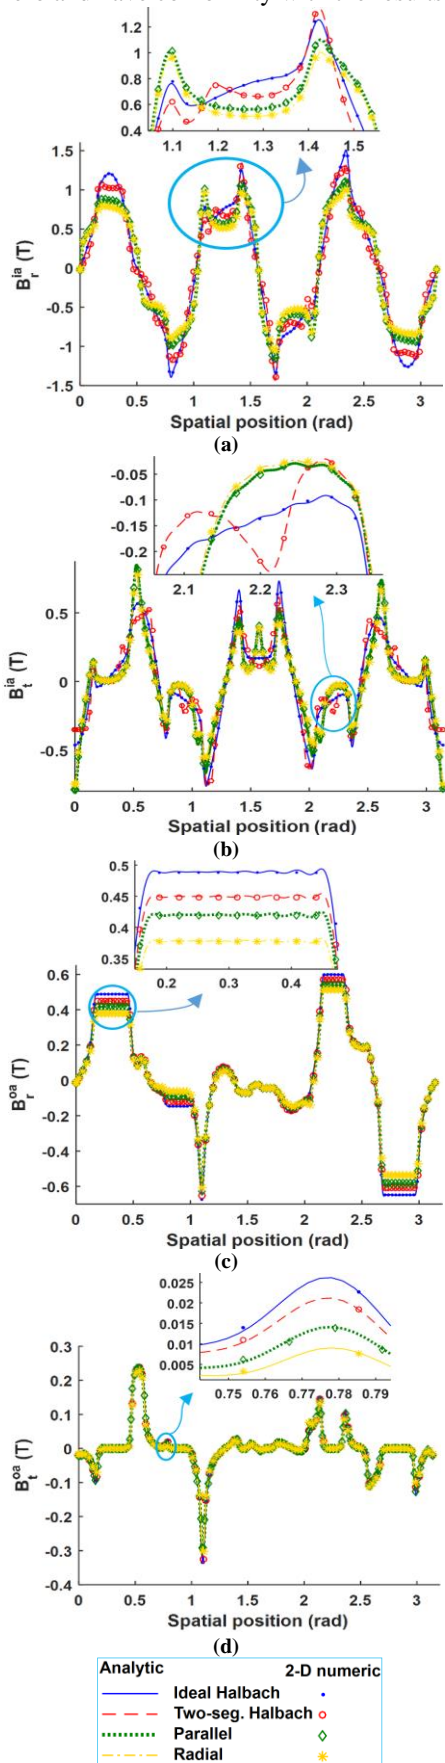 1.2
1
0.8
0.6
0.4
1.1 1.2 1.3 1.4 1.5
1.5
1
0.5
0
-0.5
-1
-1.5
B_r^ia (T)
0 0.5 1 1.5 2 2.5 3
Spatial position (rad)
(a)
-0.05
-0.1
-0.15
-0.2
2.1 2.2 2.3
0.5
0
-0.5
B_t^ia (T)
0 0.5 1 1.5 2 2.5 3
Spatial position (rad)
(b)
0.5
0.45
0.4
0.35
0.2 0.3 0.4
0.6
0.4
0.2
0
-0.2
-0.4
-0.6
B_r^oa (T)
0 0.5 1 1.5 2 2.5 3
Spatial position (rad)
(c)
0.025
0.02
0.015
0.01
0.005
0.75 0.76 0.77 0.78 0.79
0.3
0.2
0.1
0
-0.1
-0.2
-0.3
-0.4
B_t^oa (T)
0 0.5 1 1.5 2 2.5 3
Spatial position (rad)
(d)
Analytic 2-D numeric
Ideal Halbach
Two-seg. Halbach
Parallel
Radial